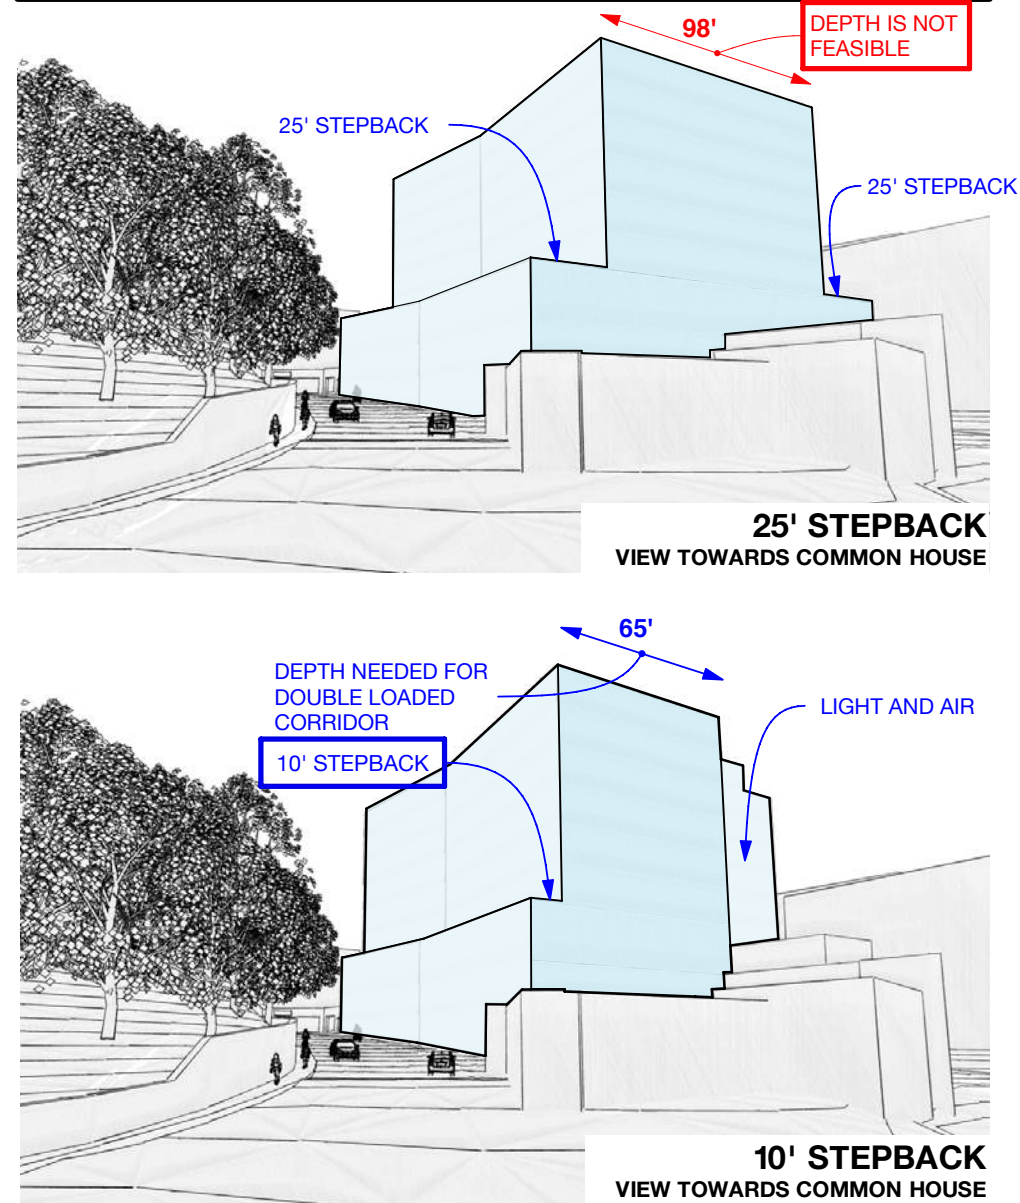 98'
DEPTH IS NOT
FEASIBLE
25' STEPBACK
25' STEPBACK
25' STEPBACK
VIEW TOWARDS COMMON HOUSE
65'
DEPTH NEEDED FOR
DOUBLE LOADED
CORRIDOR
LIGHT AND AIR
10' STEPBACK
10' STEPBACK
VIEW TOWARDS COMMON HOUSE